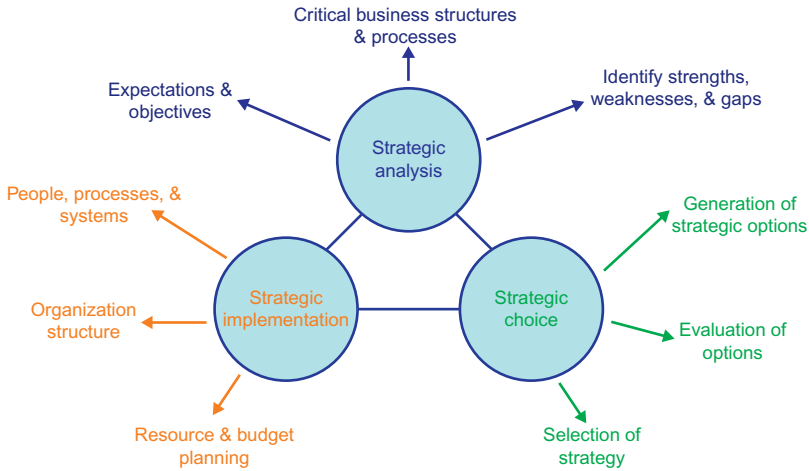 Critical business structures
& processes
Expectations &
objectives
Identify strengths,
weaknesses, & gaps
Strategic
analysis
People, processes, &
systems
Generation of
strategic options
Organization
structure
Strategic
implementation
Strategic
choice
Evaluation of
options
Resource & budget
planning
Selection of
strategy